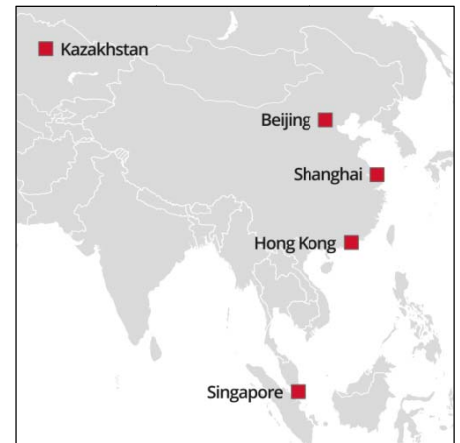 Kazakhstan
Beijing
Shanghai
Hong Kong
Singapore